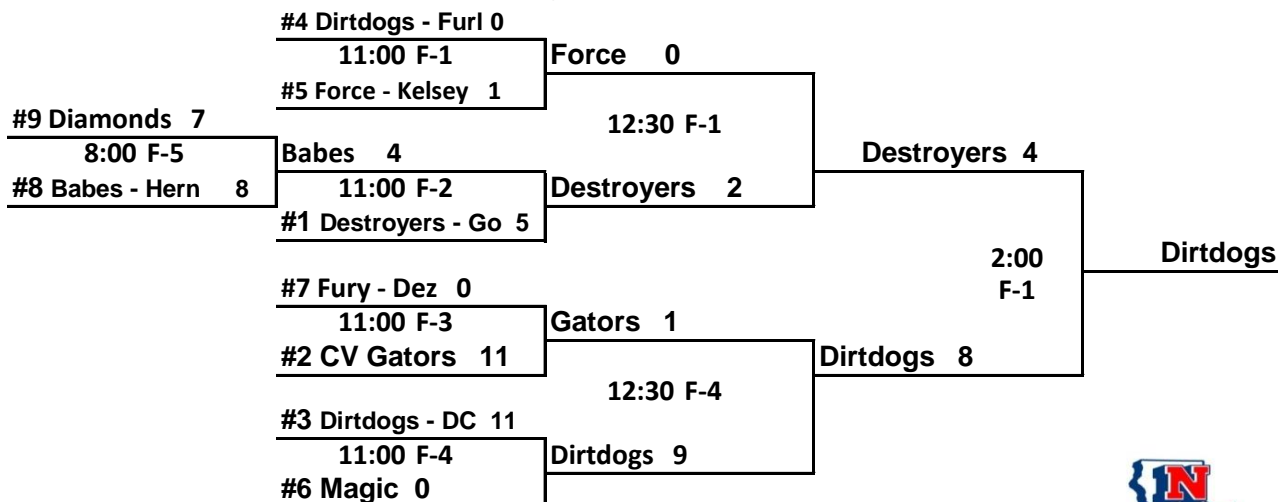 #4 Dirtdogs - Furl 0
11:00 F-1
Force 0
#5 Force - Kelsey 1
#9 Diamonds 7
12:30 F-1
8:00 F-5
Babes 4
Destroyers 4
#8 Babes - Hern 8
11:00 F-2
Destroyers 2
#1 Destroyers - Go 5
2:00
F-1
Dirtdogs
#7 Fury - Dez 0
11:00 F-3
Gators 1
#2 CV Gators 11
Dirtdogs 8
12:30 F-4
#3 Dirtdogs - DC 11
11:00 F-4
Dirtdogs 9
#6 Magic 0
N